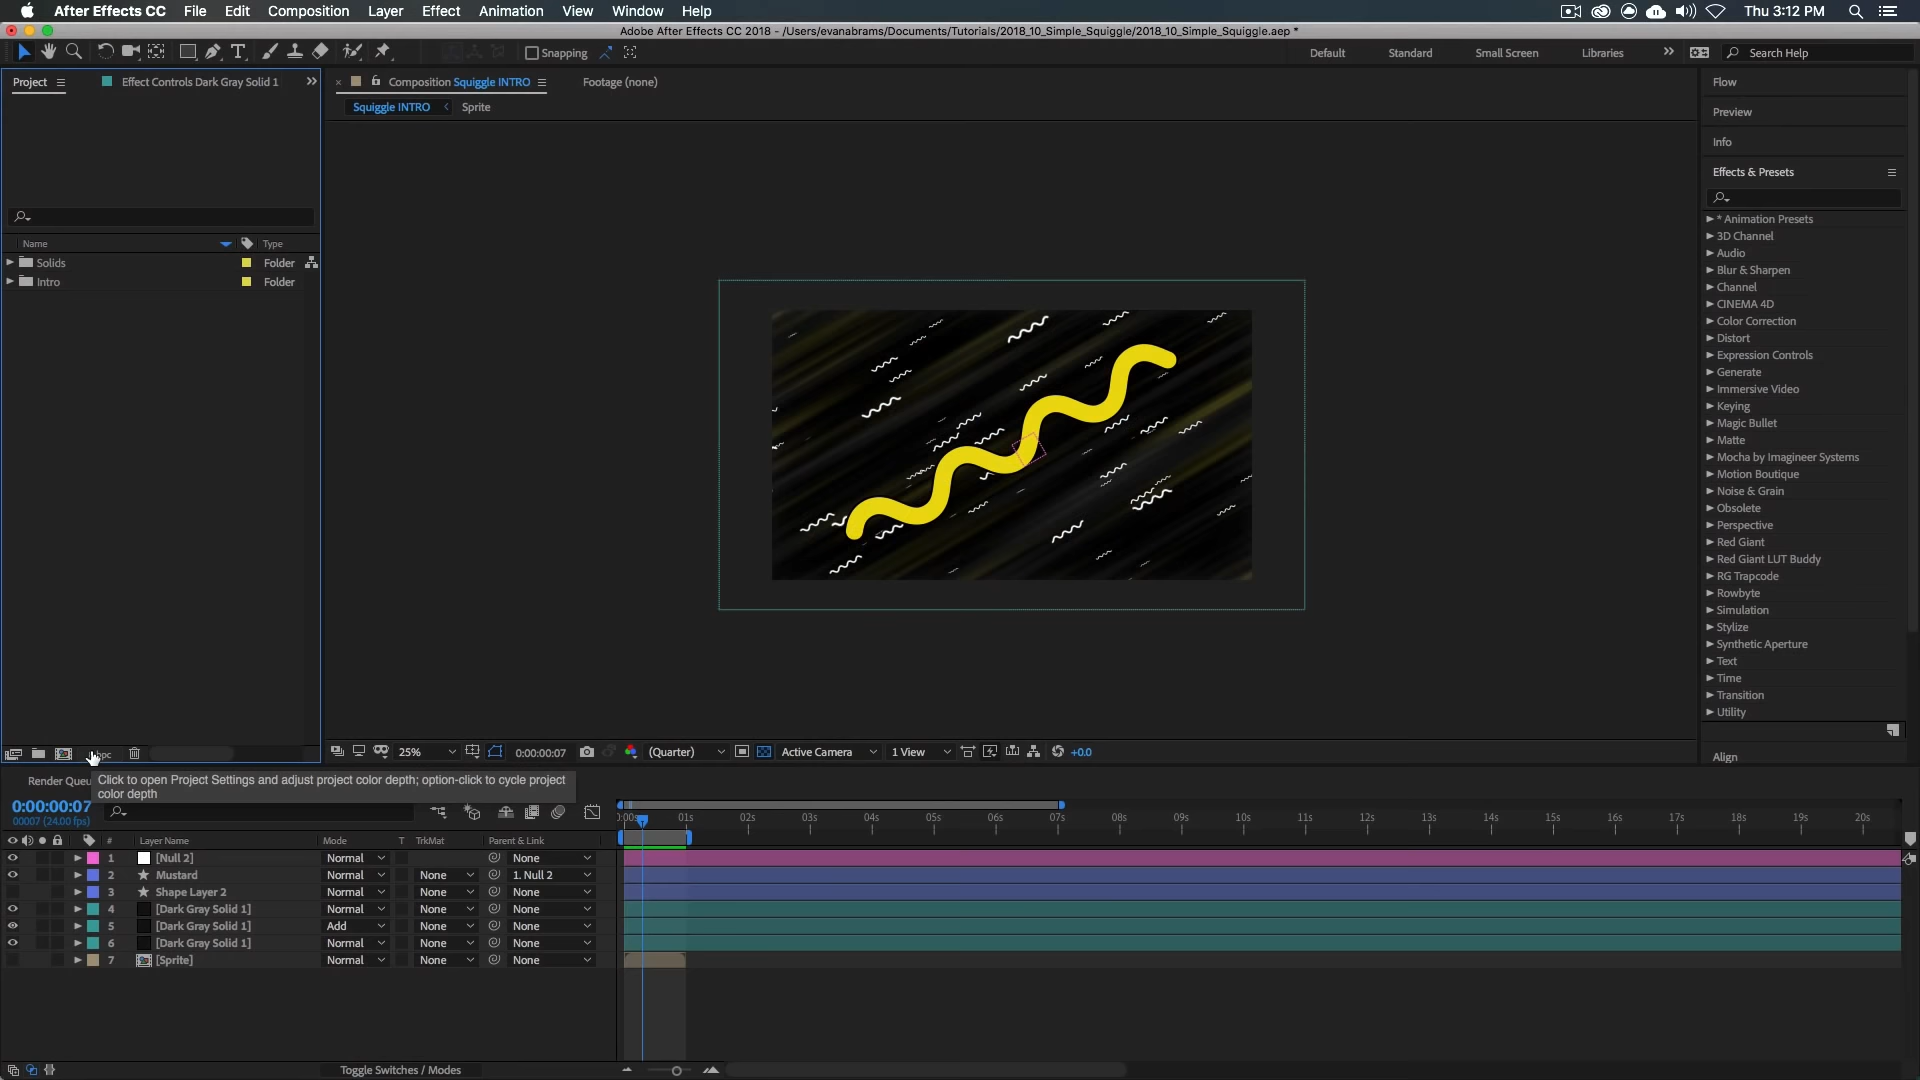 After Effects CC File Edit Composition Layer Effect Animation View Window Help Thu 3:12 PM
Adobe After Effects CC 2018 - /Users/evanabrams/Documents/Tutorials/2018_10_Simple_Squiggle/2018_10_Simple_Squiggle.aep *
Snapping Default Standard Small Screen Libraries >> Search Help
Project Effect Controls Dark Gray Solid 1 >> Composition Squiggle INTRO Footage (none) Flow
Squiggle INTRO < Sprite
Preview
Info
Effects & Presets
Name Type
Solids Folder
Intro Folder
* Animation Presets
3D Channel
Audio
Blur & Sharpen
Channel
CINEMA 4D
Color Correction
Distort
Expression Controls
Generate
Immersive Video
Keying
Magic Bullet
Matte
Mocha by Imagineer Systems
Motion Boutique
Noise & Grain
Obsolete
Perspective
Red Giant
Red Giant LUT Buddy
RG Trapcode
Rowbyte
Simulation
Stylize
Synthetic Aperture
Text
Time
Transition
Utility
Align
25% 0:00:00:07 (Quarter) Active Camera 1 View +0.0
Render Queu
Click to open Project Settings and adjust project color depth; option-click to cycle project
color depth
0:00:00:07
00007 (24.00 fps)
01s 02s 03s 04s 05s 06s 07s 08s 09s 10s 11s 12s 13s 14s 15s 16s 17s 18s 19s 20s
# Layer Name Mode T TrkMat Parent & Link
1 [Null 2] Normal None
2 Mustard Normal None 1. Null 2
3 Shape Layer 2 Normal None None
4 [Dark Gray Solid 1] Normal None None
5 [Dark Gray Solid 1] Add None None
6 [Dark Gray Solid 1] Normal None None
7 [Sprite] Normal None None
Toggle Switches / Modes